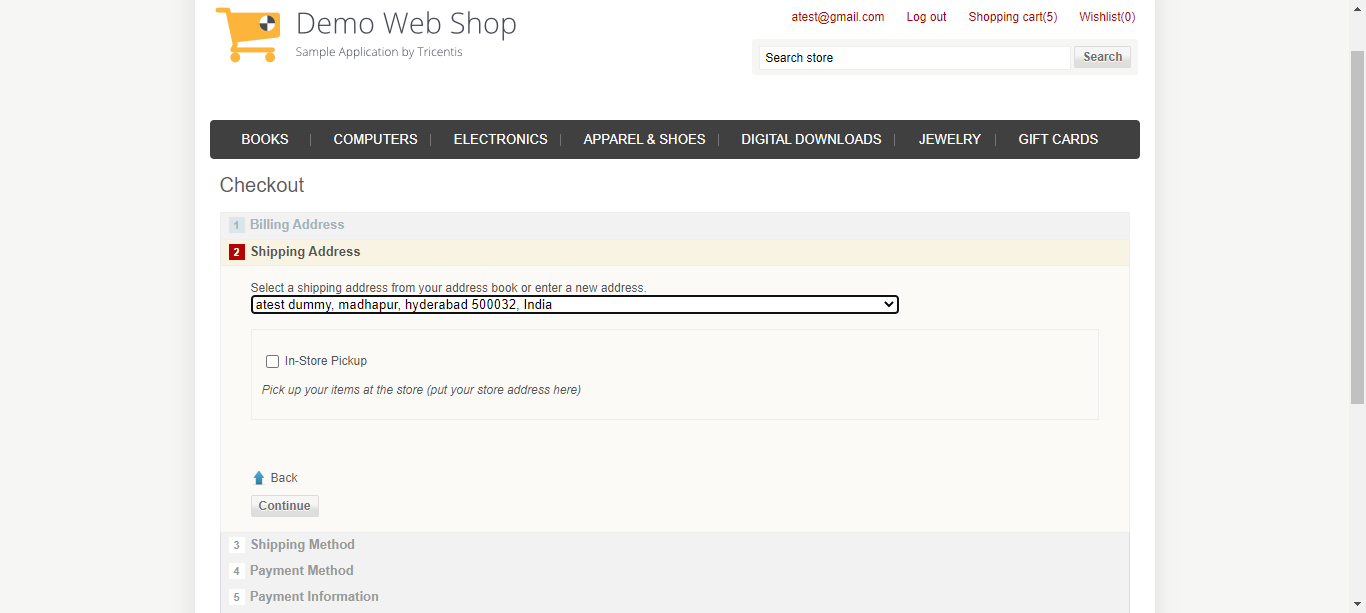 Demo Web Shop
Sample Application by Tricentis
atest@gmail.com Log out Shopping cart(5) Wishlist(0)
Search store Search
BOOKS COMPUTERS ELECTRONICS APPAREL & SHOES DIGITAL DOWNLOADS JEWELRY GIFT CARDS
Checkout
1 Billing Address
2 Shipping Address
Select a shipping address from your address book or enter a new address.
atest dummy, madhapur, hyderabad 500032, India
In-Store Pickup
Pick up your items at the store (put your store address here)
Back
Continue
3 Shipping Method
4 Payment Method
5 Payment Information